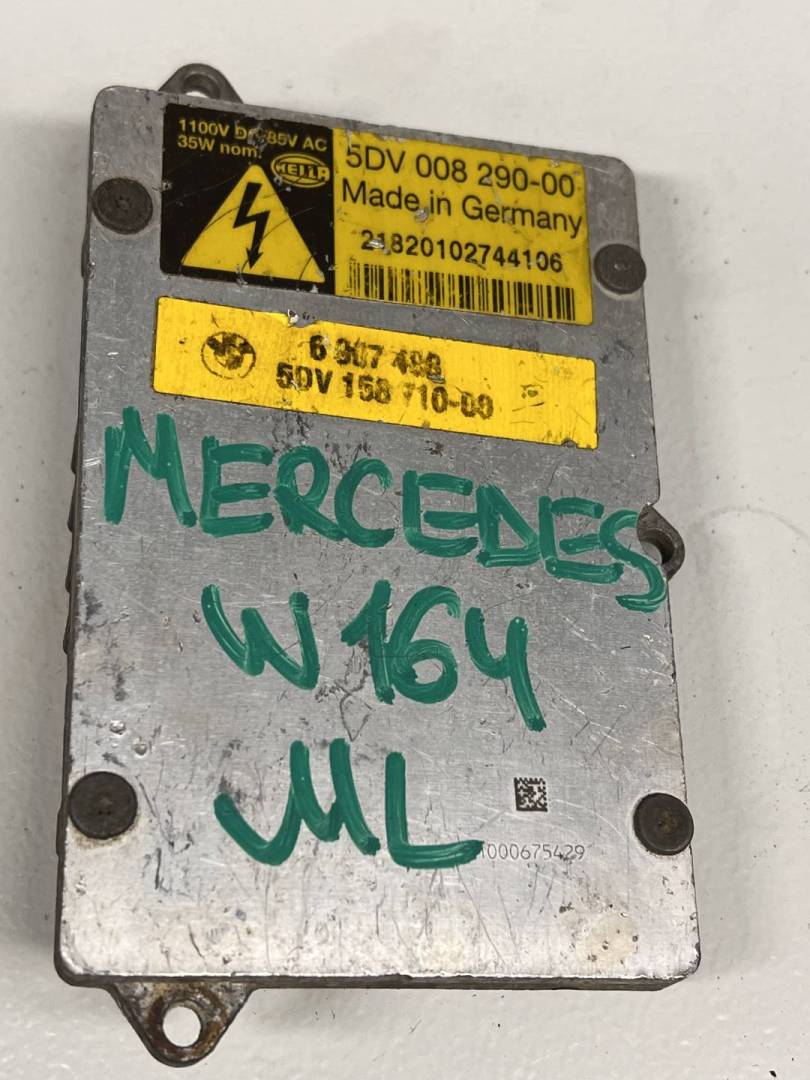 1100V DC 85V AC
35W nom.
HELLA
5DV 008 290-00
Made in Germany
21820102744106
6 907 488
5DV 158 710-00
MERCEDES
W164
ML
1000675429